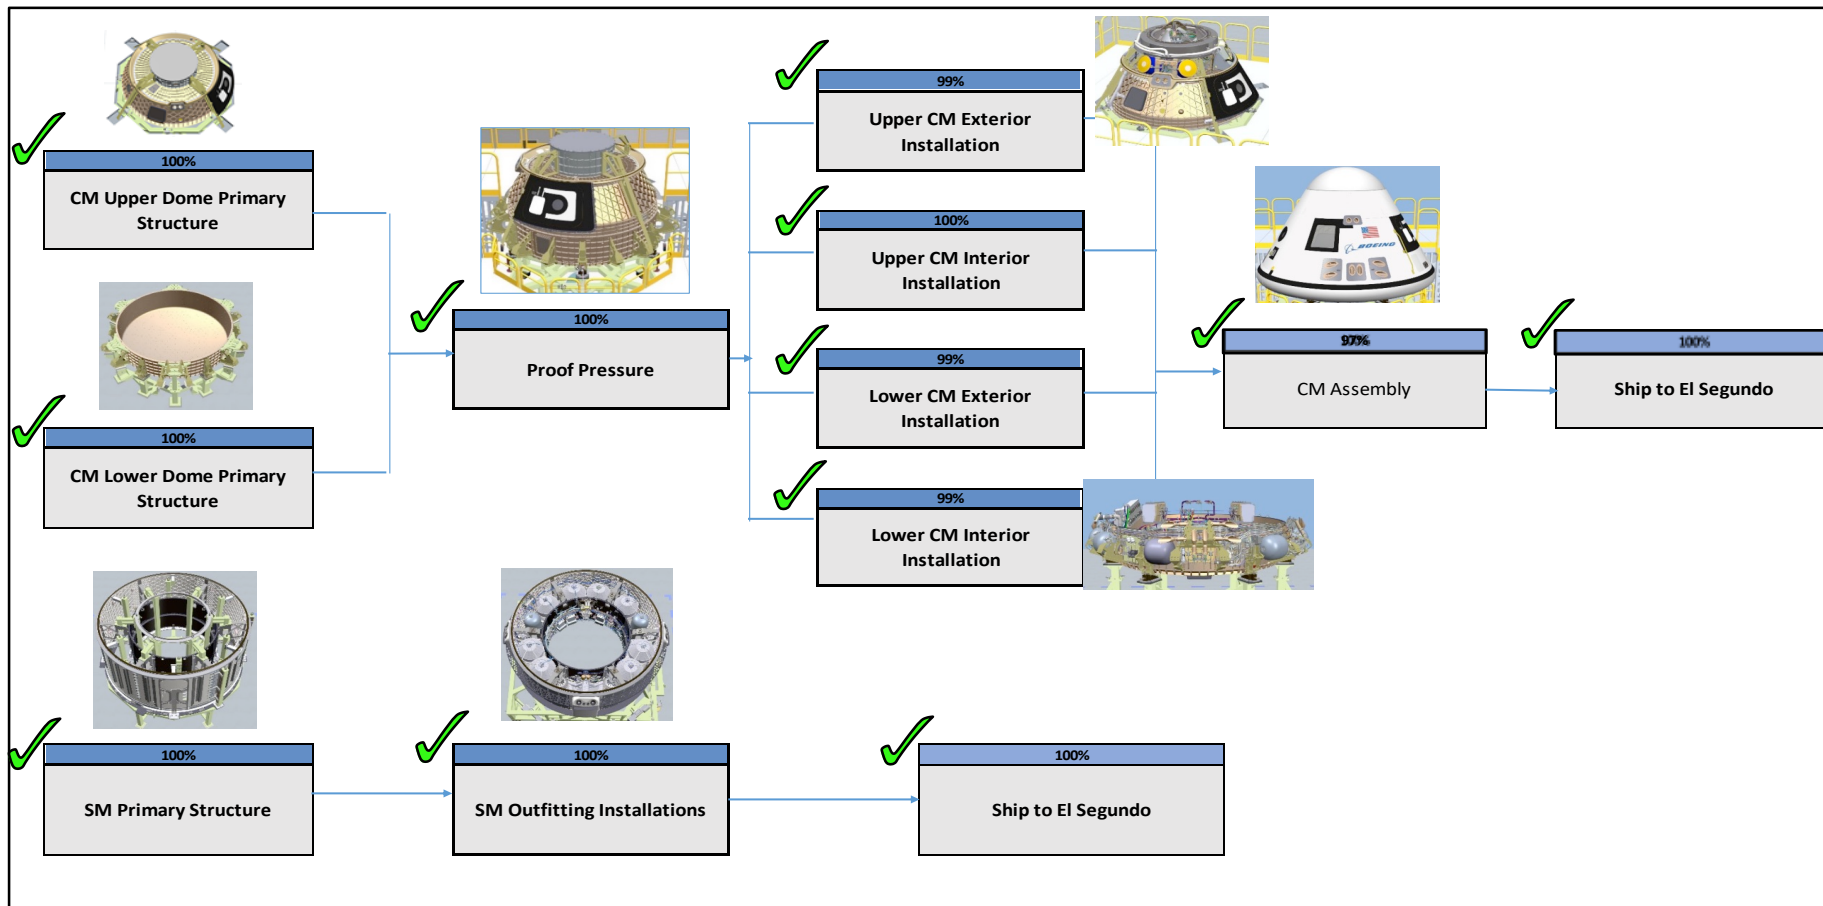 99%
Upper CM Exterior
Installation
100%
CM Upper Dome Primary
Structure
100%
Upper CM Interior
Installation
BOEING
100%
Proof Pressure
99%
Lower CM Exterior
Installation
CM Assembly
100%
Ship to El Segundo
100%
CM Lower Dome Primary
Structure
99%
Lower CM Interior
Installation
100%
SM Primary Structure
100%
SM Outfitting Installations
100%
Ship to El Segundo